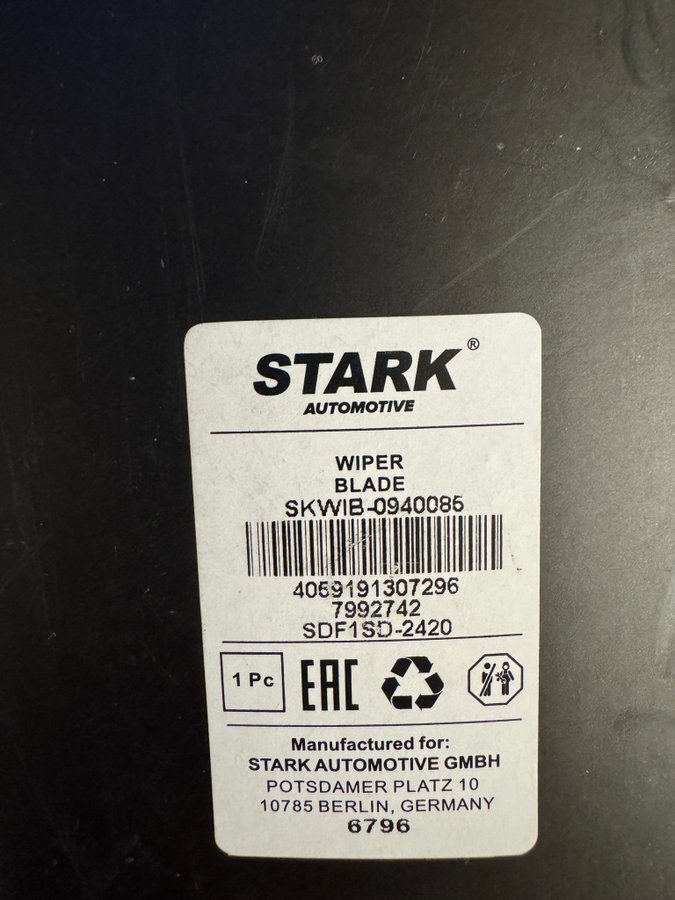 STARK®
AUTOMOTIVE
WIPER
BLADE
SKWIB-0940085
4059191307296
7992742
SDF1SD-2420
1 Pc
EAC
Manufactured for:
STARK AUTOMOTIVE GMBH
POTSDAMER PLATZ 10
10785 BERLIN, GERMANY
6796